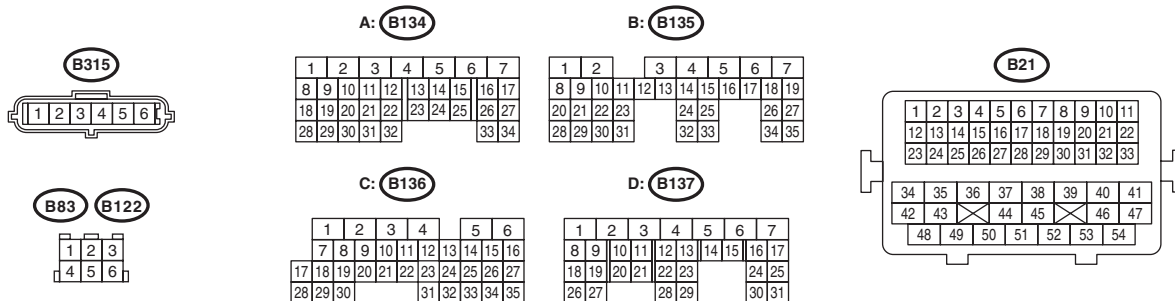 B315
1 2 3 4 5 6
B83 B122
1 2 3
4 5 6
A: B134
1 2 3 4 5 6 7
8 9 10 11 12 13 14 15 16 17
18 19 20 21 22 23 24 25 26 27
28 29 30 31 32 33 34
B: B135
1 2 3 4 5 6 7
8 9 10 11 12 13 14 15 16 17 18 19
20 21 22 23 24 25 26 27
28 29 30 31 32 33 34 35
C: B136
1 2 3 4 5 6
7 8 9 10 11 12 13 14 15 16
17 18 19 20 21 22 23 24 25 26 27
28 29 30 31 32 33 34 35
D: B137
1 2 3 4 5 6 7
8 9 10 11 12 13 14 15 16 17
18 19 20 21 22 23 24 25
26 27 28 29 30 31
B21
1 2 3 4 5 6 7 8 9 10 11
12 13 14 15 16 17 18 19 20 21 22
23 24 25 26 27 28 29 30 31 32 33
34 35 36 37 38 39 40 41
42 43 44 45 46 47
48 49 50 51 52 53 54